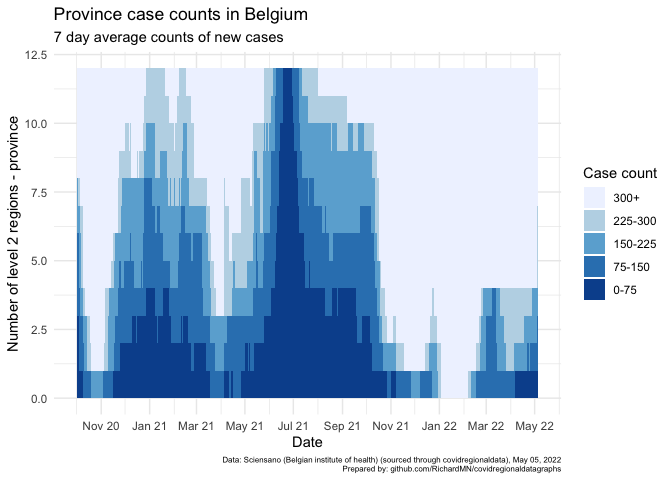 Province case counts in Belgium
7 day average counts of new cases
Number of level 2 regions - province
12.5
10.0
7.5
5.0
2.5
0.0
Nov 20 Jan 21 Mar 21 May 21 Jul 21 Sep 21 Nov 21 Jan 22 Mar 22 May 22
Date
Case count
300+
225-300
150-225
75-150
0-75
Data: Sciensano (Belgian institute of health) (sourced through covidregionaldata), May 05, 2022
Prepared by: github.com/RichardMN/covidregionaldatagraphs